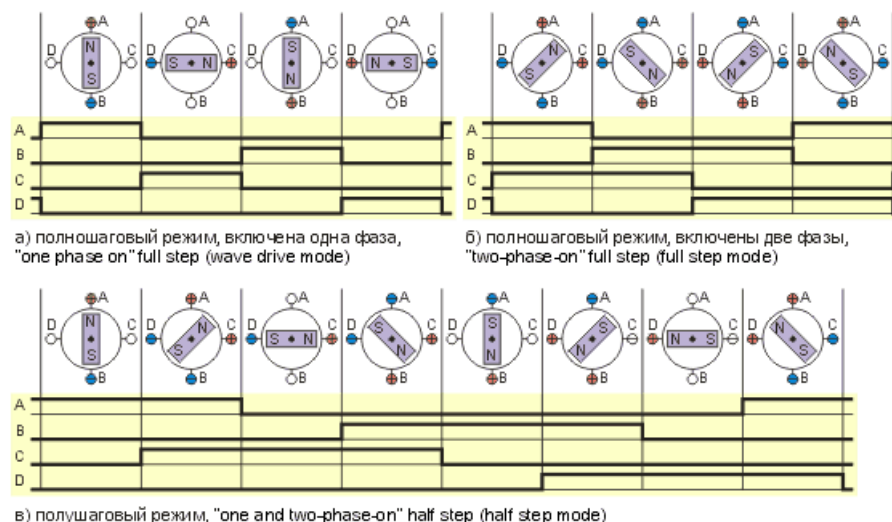 A A A A
D N S C D S N C D S N C D N S C
B B B B
A
B
C
D
а) полношаговый режим, включена одна фаза,
"one phase on" full step (wave drive mode)
A A A A
D S N C D S N C D N S C D N S C
B B B B
A
B
C
D
б) полношаговый режим, включены две фазы,
"two-phase-on" full step (full step mode)
A A A A A A A A
D N S C D S N C D S N C D S N C D S N C D N S C D N S C D N S C
B B B B B B B B
A
B
C
D
в) полушаговый режим, "one and two-phase-on" half step (half step mode)